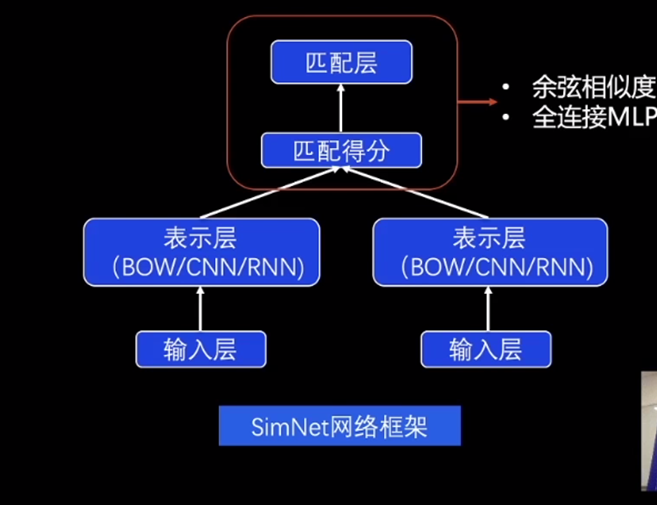 匹配层
• 余弦相似度
• 全连接MLP
匹配得分
表示层
（BOW/CNN/RNN)
表示层
（BOW/CNN/RNN)
输入层
输入层
SimNet网络框架